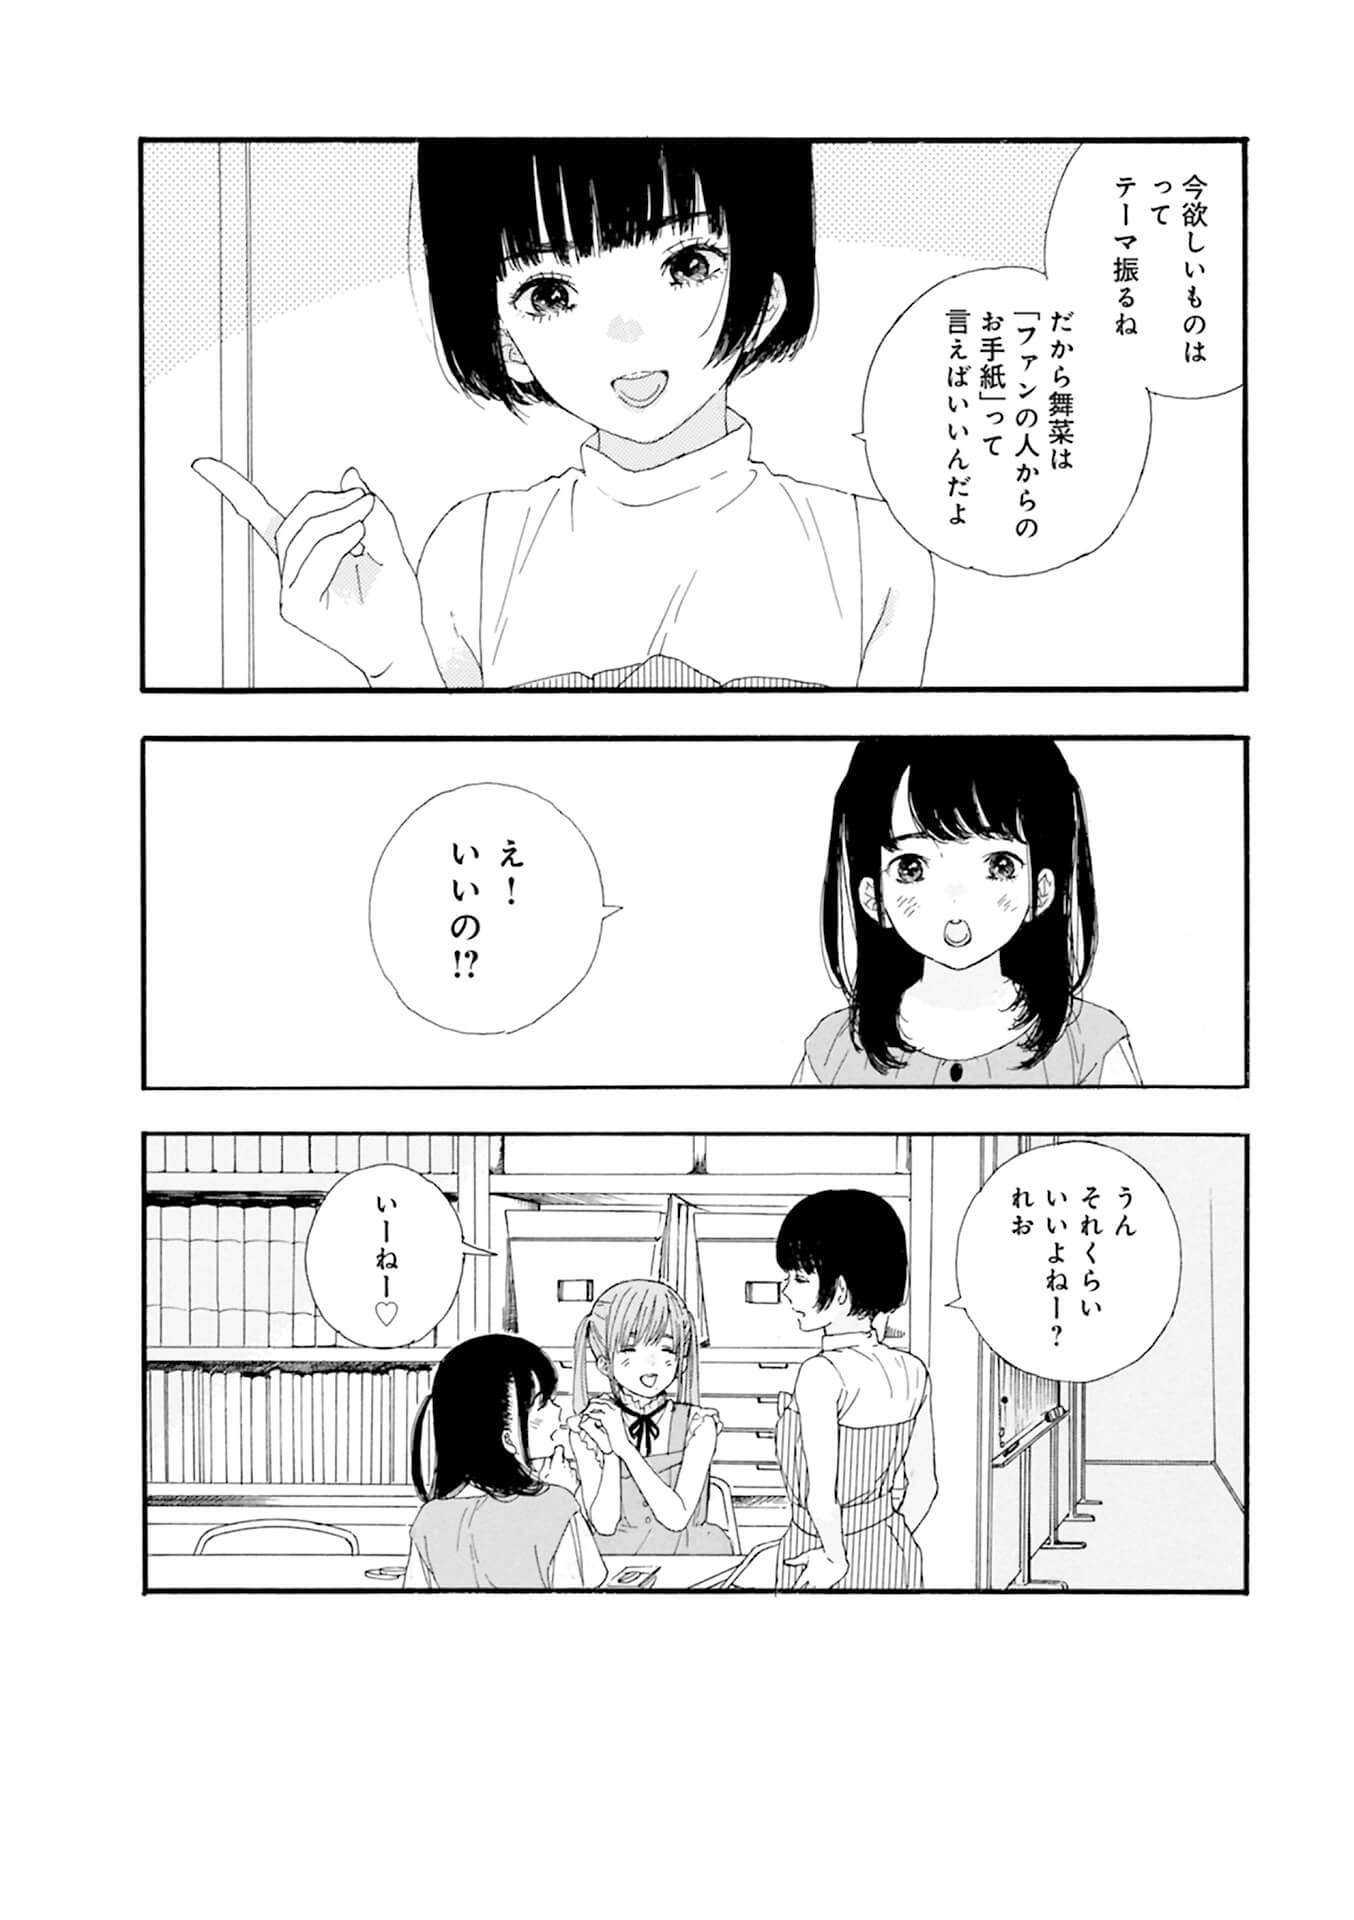 今欲しいものは
って
テーマ振るね
だから舞菜は
「ファンの人からの
お手紙」って
言えばいいんだよ
え！
いいの!?
うん
それくらい
いいよねー？
れお
いーねー♡